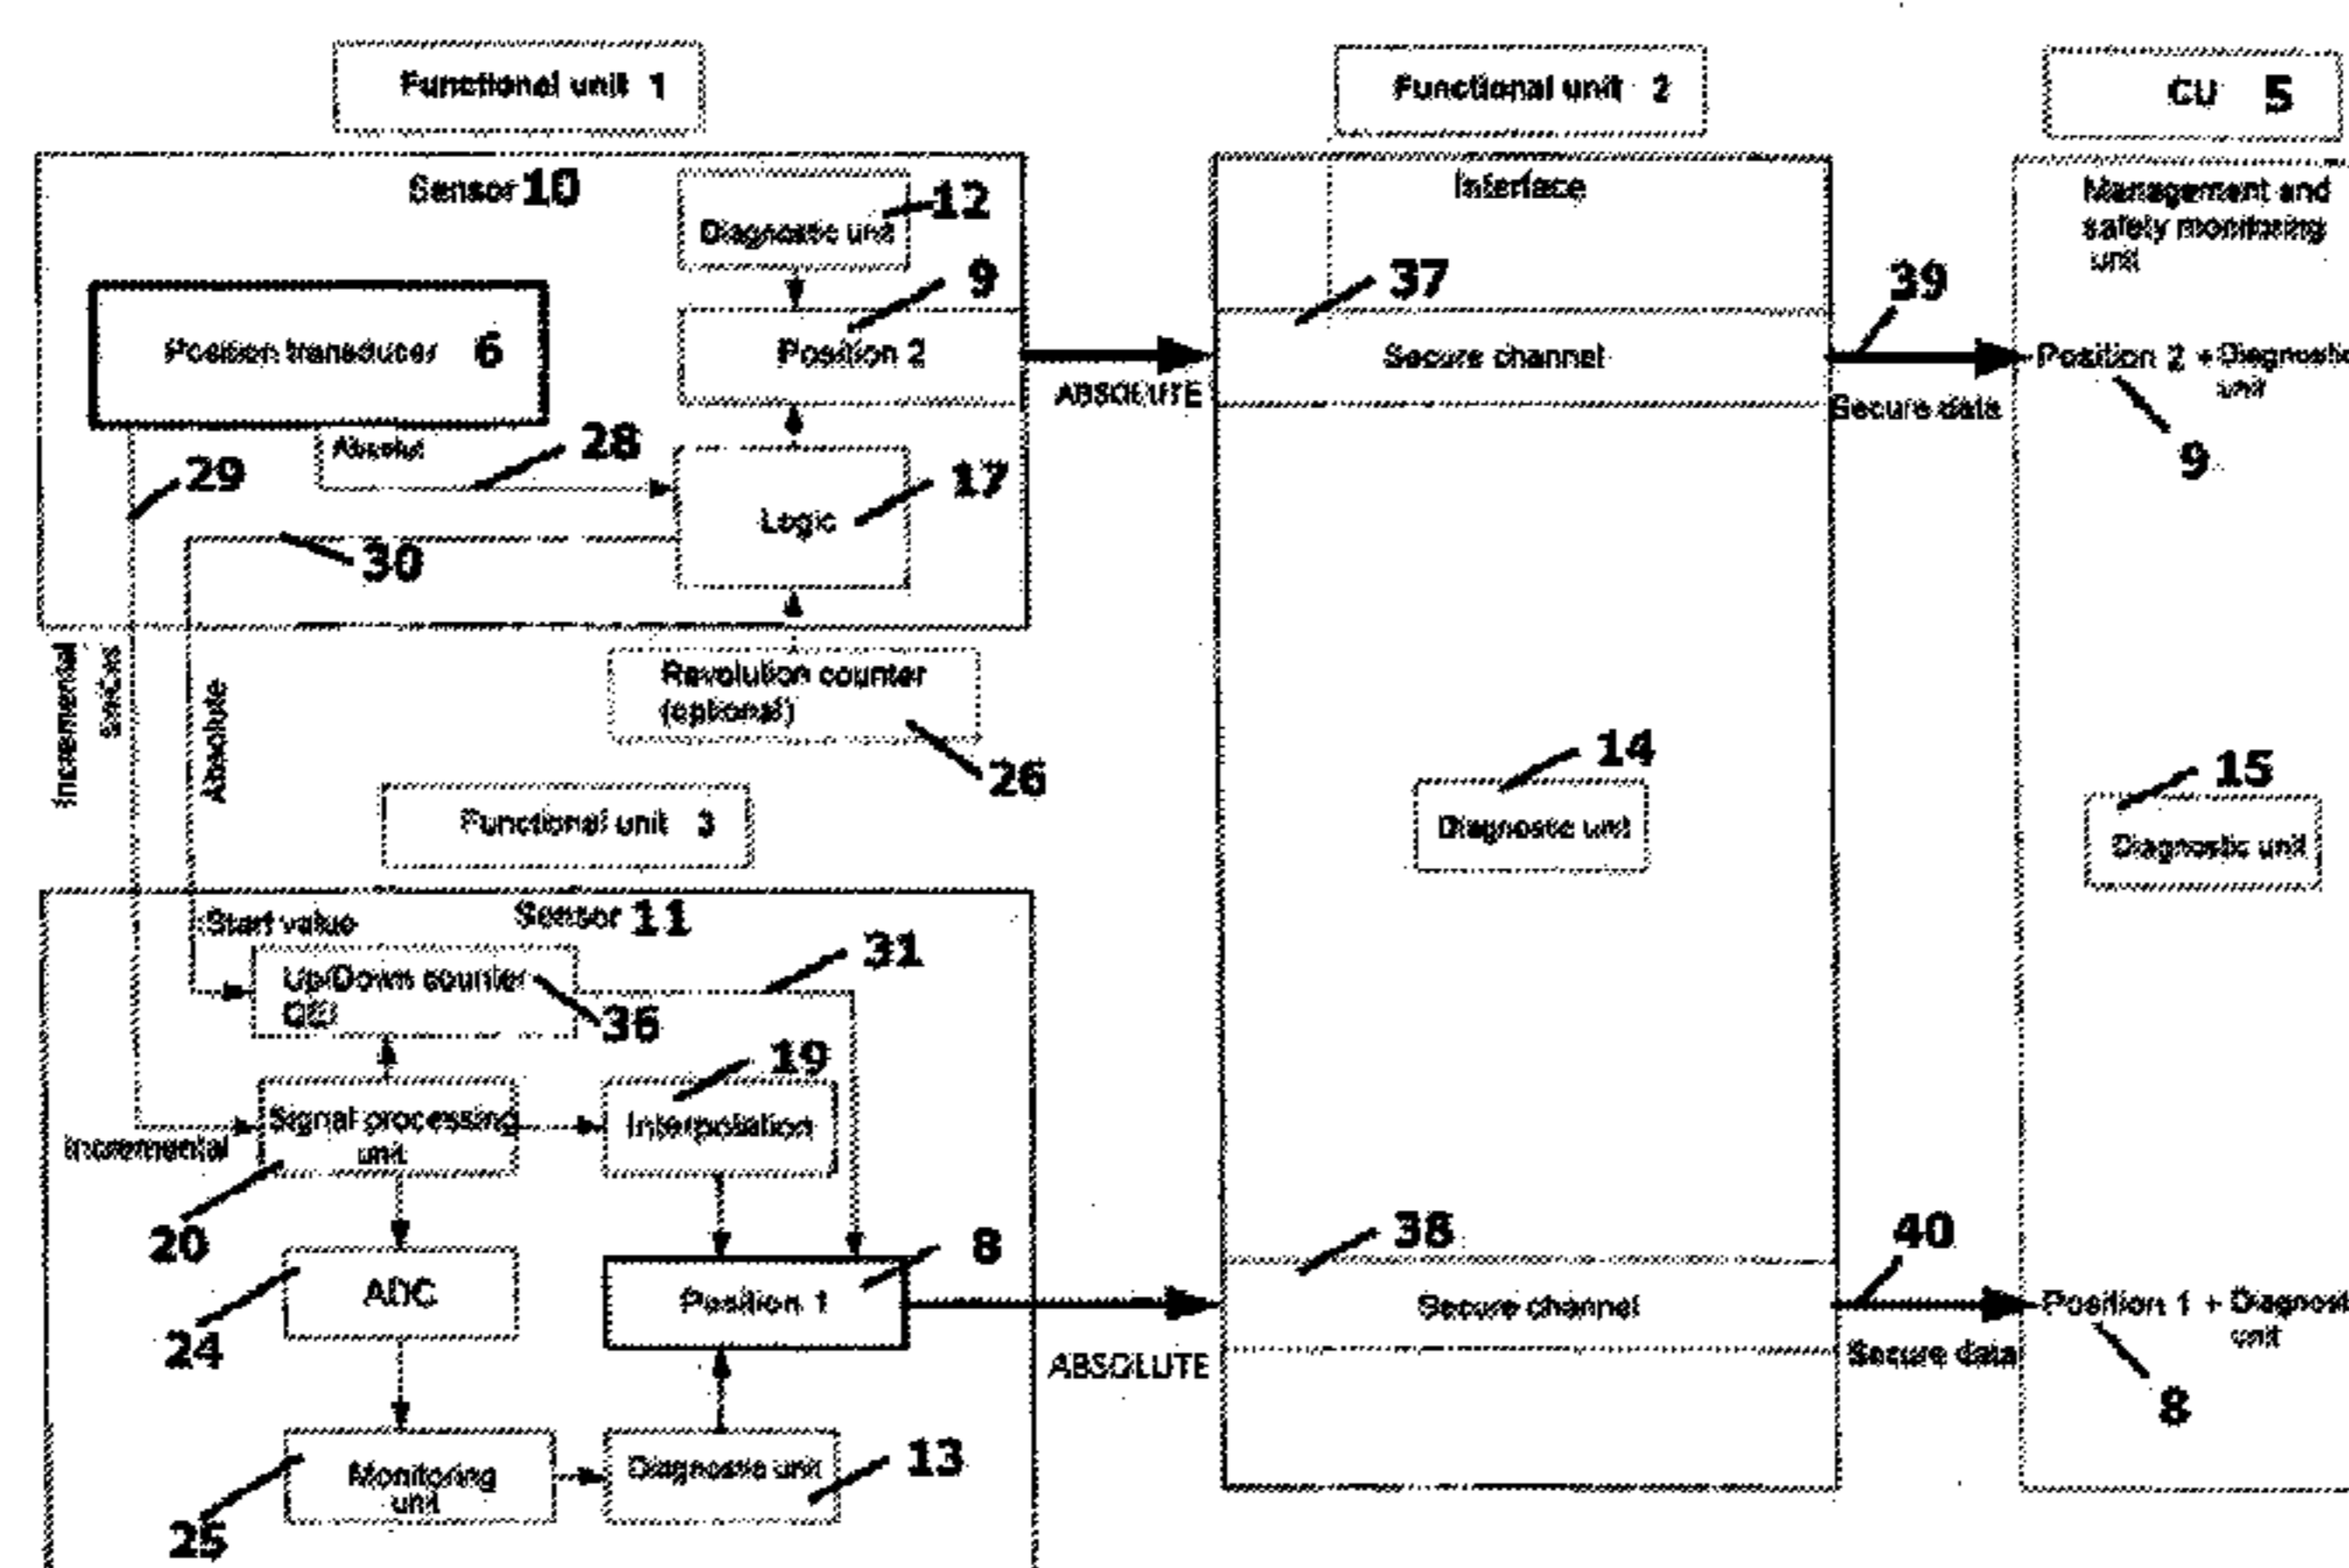 Functional unit 1
Functional unit 2
CU 5
Sensor 10
12
Diagnostic unit
Interface
Management and
safety monitoring
unit
9
37
39
Position transducer 6
Position 2
ABSOLUTE
Secure channel
Secure data
Position 2 + Diagnostic
unit
9
Absolut
28
29
17
Logic
30
Incremental
Absolute
Revolution counter
(optional)
26
14
Diagnostic unit
15
Diagnostic unit
Functional unit 3
Start value
Sensor 11
31
Up/Down counter
36
19
Signal processing
unit
Interpolation
Incremental
20
8
38
40
ADC
Position 1
ABSOLUTE
Secure channel
Secure data
Position 1 + Diagnosti
unit
8
24
Monitoring
unit
Diagnostic unit
13
25